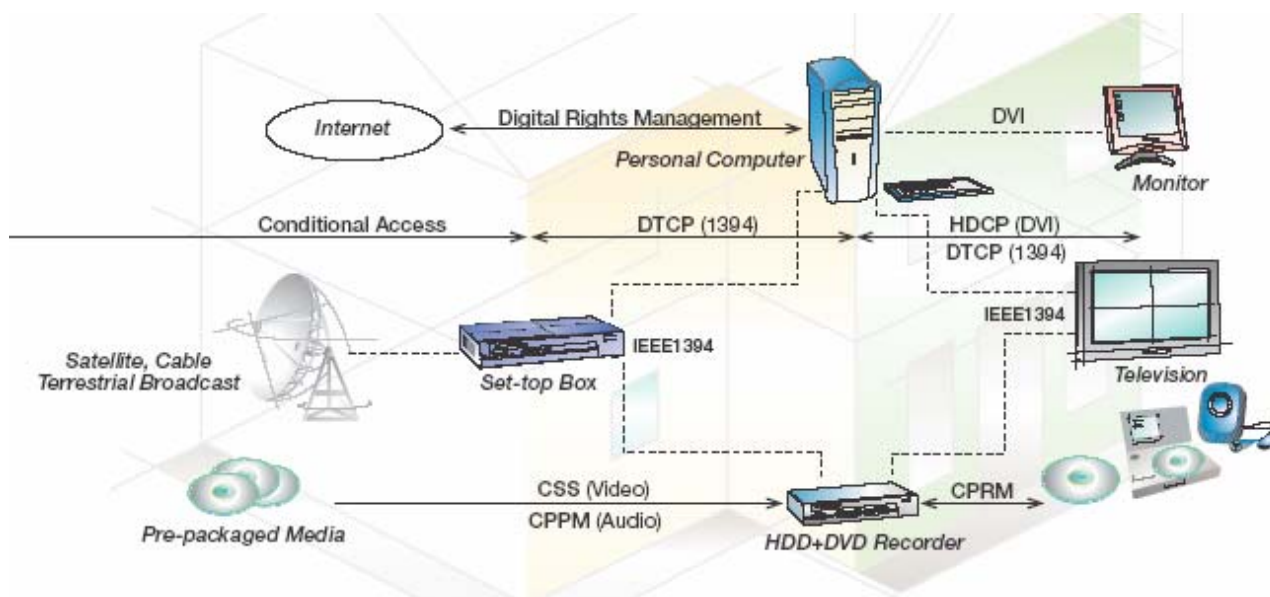 Internet
Digital Rights Management
Personal Computer
DVI
Monitor
Conditional Access
DTCP (1394)
HDCP (DVI)
DTCP (1394)
Satellite, Cable
Terrestrial Broadcast
Set-top Box
IEEE1394
IEEE1394
Television
Pre-packaged Media
CSS (Video)
CPPM (Audio)
HDD+DVD Recorder
CPRM